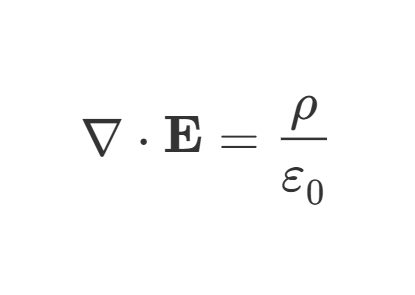 ∇ · 𝐄 = ρ / ε₀